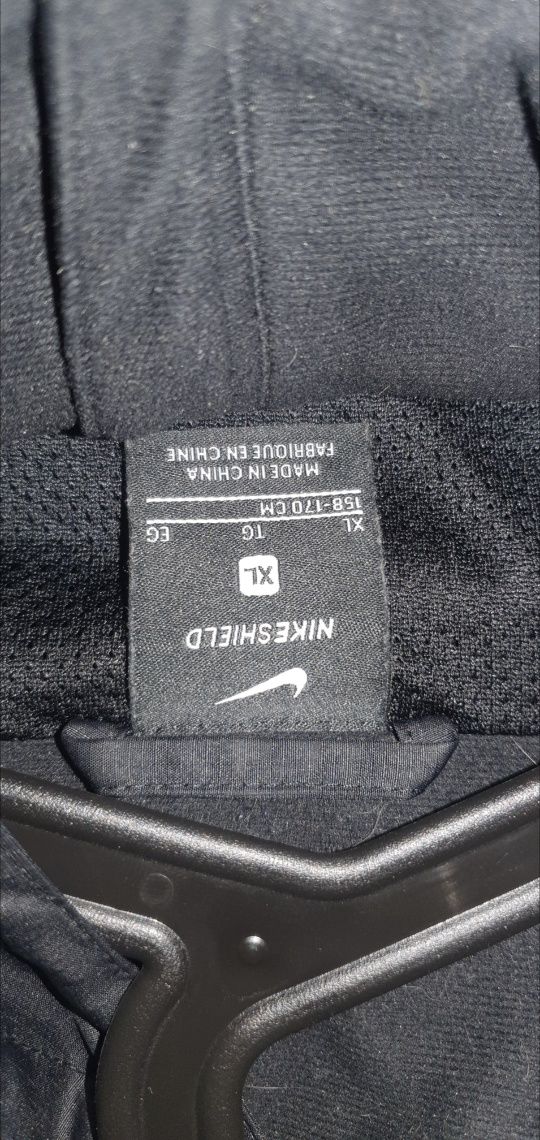 NIKESHIELD
XL
XL TG EG
158-170 CM
MADE IN CHINA
FABRIQUE EN CHINE